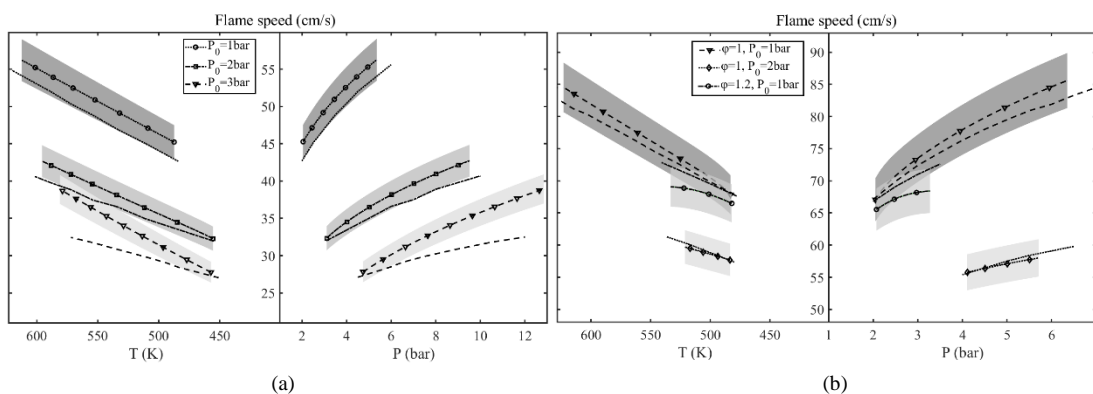 Flame speed (cm/s)
P₀=1bar
P₀=2bar
P₀=3bar
55
50
45
40
35
30
25
21
600 550 500 450
T (K)
2 4 6 8 10 12
P (bar)
(a)
Flame speed (cm/s)
φ=1, P₀=1bar
φ=1, P₀=2bar
φ=1.2, P₀=1bar
90
85
80
75
70
65
60
55
50
600 550 500 450
T (K)
1 2 3 4 5 6
P (bar)
(b)